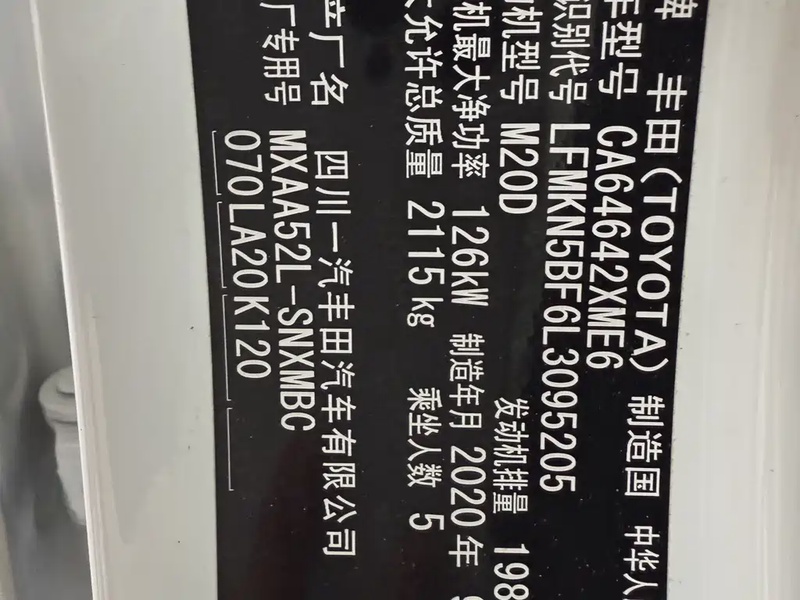 牌 丰田(TOYOTA) 制造国 中华人
型号 CA64642XME6
识别代号 LFMKN5BF6L3095205
机型号 M20D 发动机排量 198
机最大净功率 126kW 制造年月 2020年
允许总质量 2115kg 乘坐人数 5
产厂名 四川一汽丰田汽车有限公司
厂专用号 MXAA52L-SNXMBC
070LA20K120